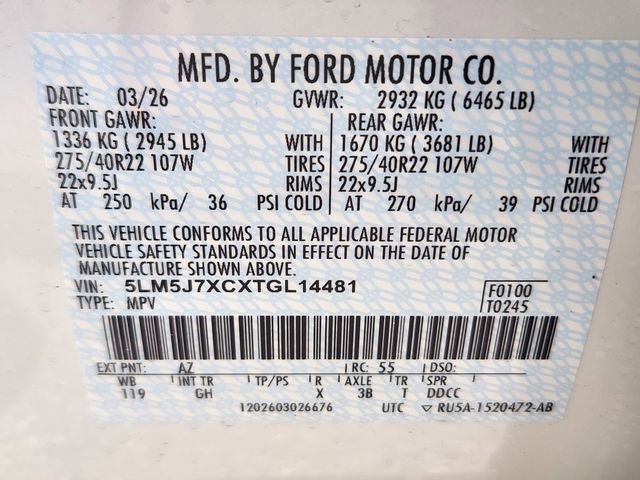 MFD. BY FORD MOTOR CO.
DATE: 03/26 GVWR: 2932 KG ( 6465 LB)
FRONT GAWR: REAR GAWR:
1336 KG ( 2945 LB) WITH 1670 KG ( 3681 LB) WITH
275/40R22 107W TIRES 275/40R22 107W TIRES
22x9.5J RIMS 22x9.5J RIMS
AT 250 kPa/ 36 PSI COLD AT 270 kPa/ 39 PSI COLD
THIS VEHICLE CONFORMS TO ALL APPLICABLE FEDERAL MOTOR
VEHICLE SAFETY STANDARDS IN EFFECT ON THE DATE OF
MANUFACTURE SHOWN ABOVE.
VIN: 5LM5J7XCXTGL14481 F0100
TYPE: MPV T0245
EXT PNT: AZ RC: 55 DSO:
WB INT TR TP/PS R AXLE TR SPR
119 GH X 3B T DDCC
1202603026676 UTC ▽ RU5A-1520472-AB